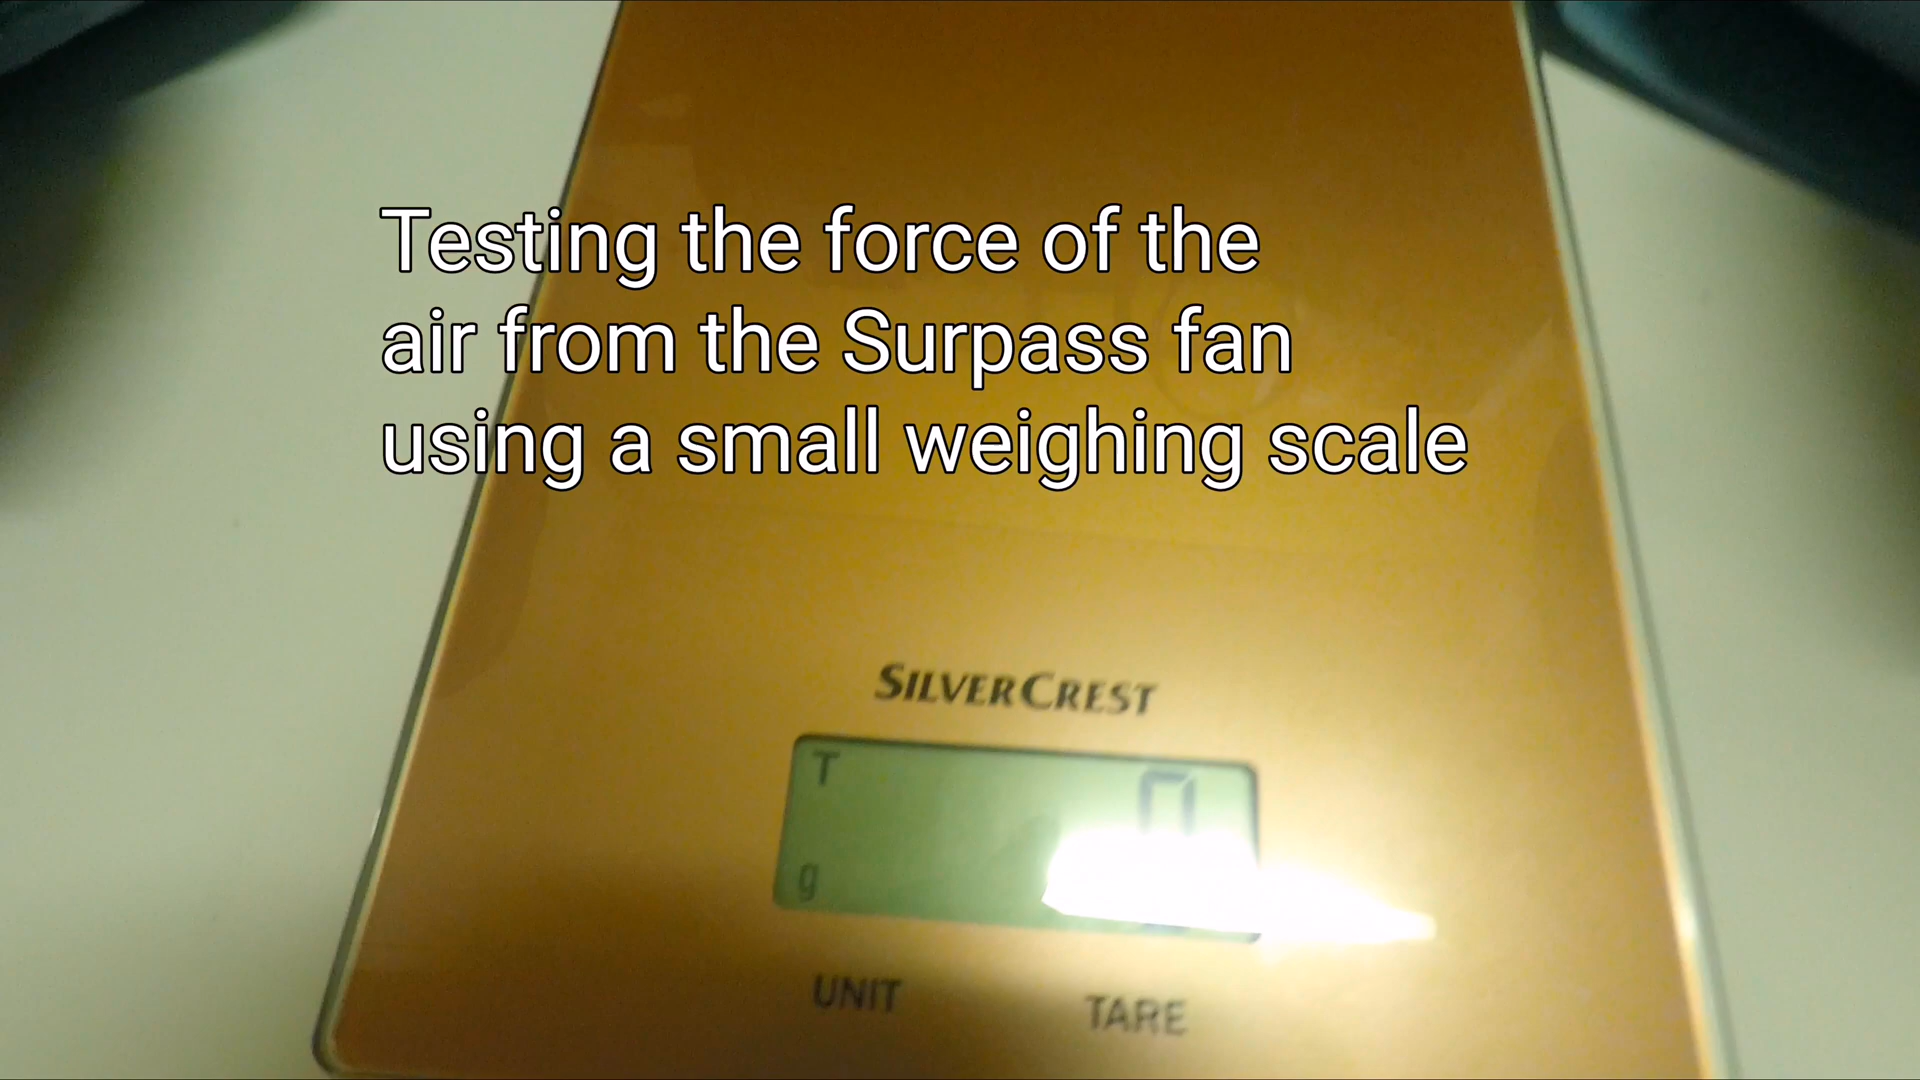 Testing the force of the
air from the Surpass fan
using a small weighing scale
SILVERCREST
T
0
g
UNIT
TARE